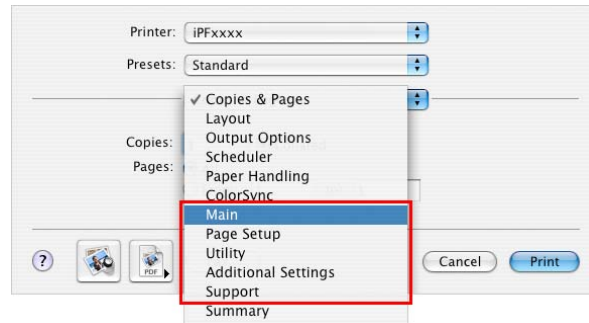 Printer: iPFxxxx
Presets: Standard
✓ Copies & Pages
Layout
Copies: Output Options
Scheduler
Pages: Paper Handling
ColorSync
Main
Page Setup
Utility
? PDF Additional Settings Cancel Print
Support
Summary